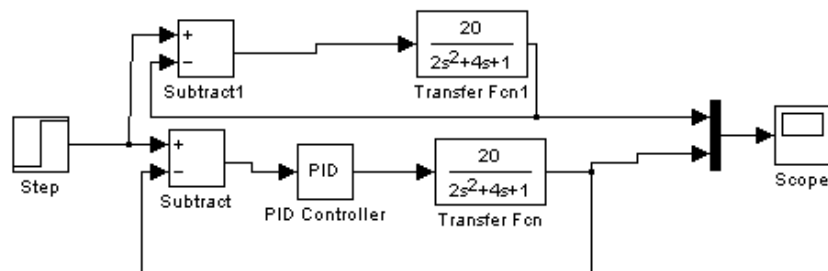 +
−
Subtract1
20
2s²+4s+1
Transfer Fcn1
Step
+
−
Subtract
PID
PID Controller
20
2s²+4s+1
Transfer Fcn
Scope